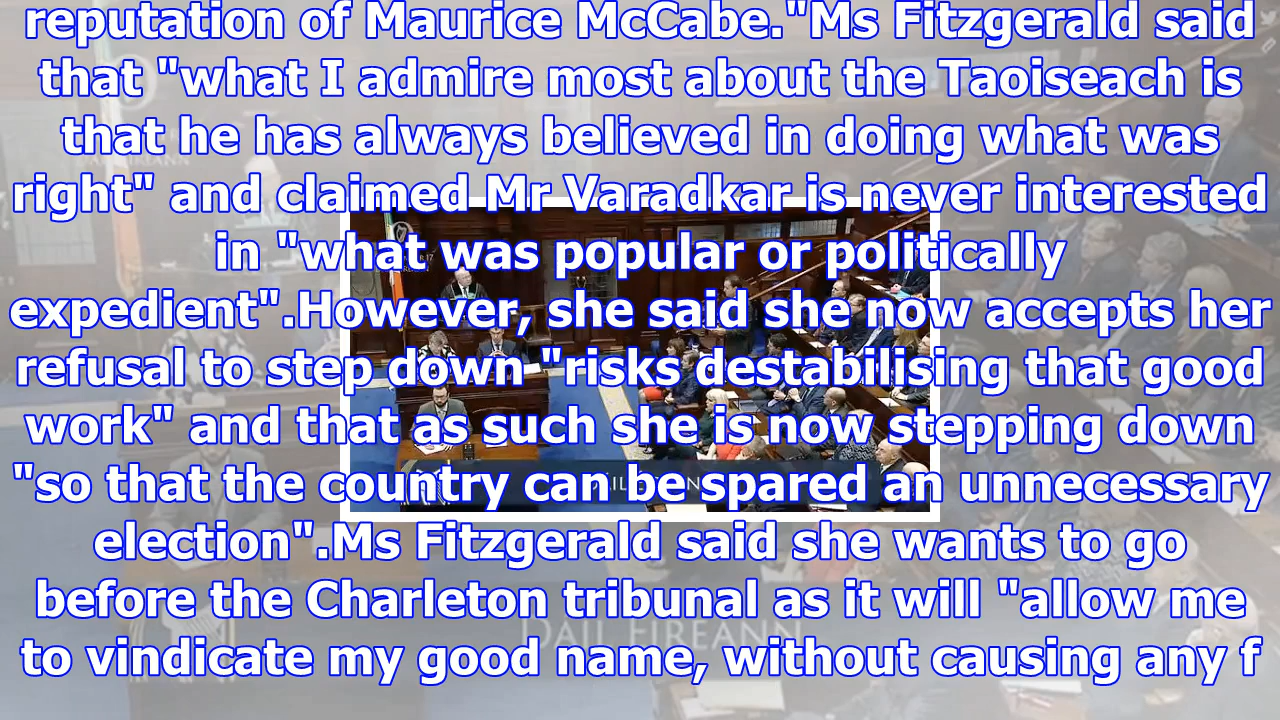 reputation of Maurice McCabe."Ms Fitzgerald said
that "what I admire most about the Taoiseach is
that he has always believed in doing what was
right" and claimed Mr Varadkar is never interested
in "what was popular or politically
expedient".However, she said she now accepts her
refusal to step down "risks destabilising that good
work" and that as such she is now stepping down
"so that the country can be spared an unnecessary
election".Ms Fitzgerald said she wants to go
before the Charleton tribunal as it will "allow me
to vindicate my good name, without causing any f
DÁIL ÉIREANN